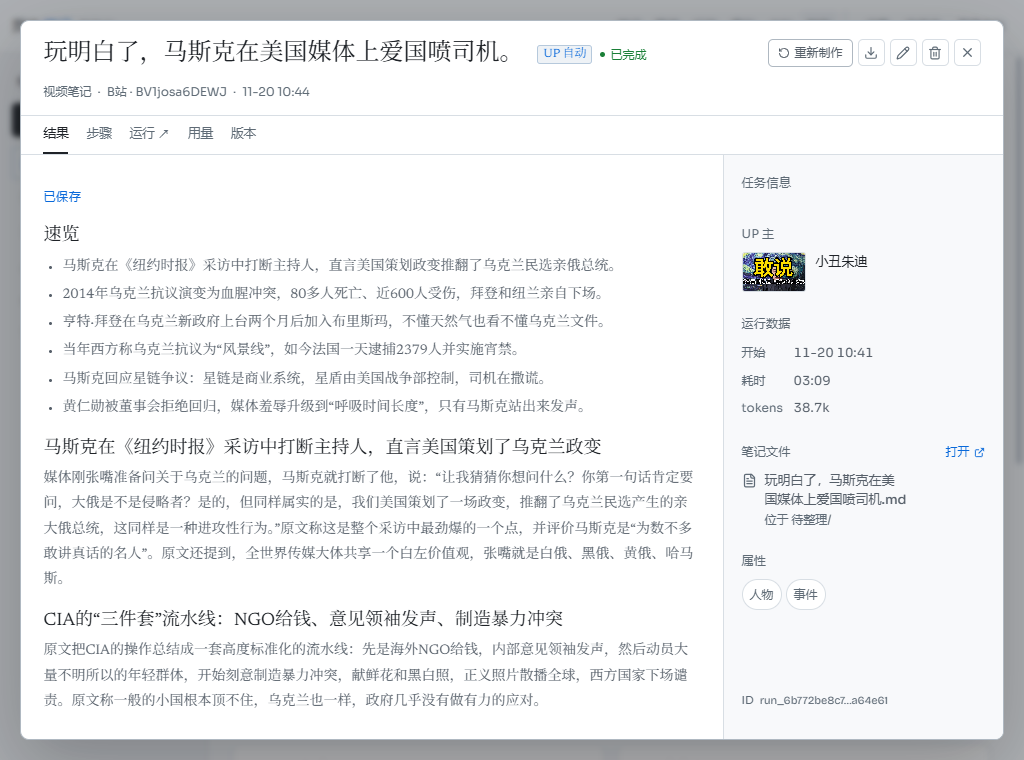 玩明白了，马斯克在美国媒体上爱国喷司机。
UP 自动
已完成
重新制作
视频笔记 · B站 · BV1josa6DEWJ · 11-20 10:44
结果 步骤 运行 ↗ 用量 版本
已保存
速览
• 马斯克在《纽约时报》采访中打断主持人，直言美国策划政变推翻了乌克兰民选亲俄总统。
• 2014年乌克兰抗议演变为血腥冲突，80多人死亡、近600人受伤，拜登和纽兰亲自下场。
• 亨特·拜登在乌克兰新政府上台两个月后加入布里斯玛，不懂天然气也看不懂乌克兰文件。
• 当年西方称乌克兰抗议为“风景线”，如今法国一天逮捕2379人并实施宵禁。
• 马斯克回应星链争议：星链是商业系统，星盾由美国战争部控制，司机在撒谎。
• 黄仁勋被董事会拒绝回归，媒体羞辱升级到“呼吸时间长度”，只有马斯克站出来发声。
马斯克在《纽约时报》采访中打断主持人，直言美国策划了乌克兰政变
媒体刚张嘴准备问关于乌克兰的问题，马斯克就打断了他，说：“让我猜猜你想问什么？你第一句话肯定要
问，大俄是不是侵略者？是的，但同样属实的是，我们美国策划了一场政变，推翻了乌克兰民选产生的亲
大俄总统，这同样是一种进攻性行为。”原文称这是整个采访中最劲爆的一个点，并评价马斯克是“为数不多
敢讲真话的名人”。原文还提到，全世界传媒大体共享一个白左价值观，张嘴就是白俄、黑俄、黄俄、哈马
斯。
CIA的“三件套”流水线：NGO给钱、意见领袖发声、制造暴力冲突
原文把CIA的操作总结成一套高度标准化的流水线：先是海外NGO给钱，内部意见领袖发声，然后动员大
量不明所以的年轻群体，开始刻意制造暴力冲突，献鲜花和黑白照，正义照片散播全球，西方国家下场谴
责。原文称一般的小国根本顶不住，乌克兰也一样，政府几乎没有做有力的应对。
任务信息
UP 主
敢说
小丑朱迪
运行数据
开始 11-20 10:41
耗时 03:09
tokens 38.7k
笔记文件
打开
玩明白了，马斯克在美
国媒体上爱国喷司机.md
位于 待整理/
属性
人物 事件
ID run_6b772be8c7...a64e61